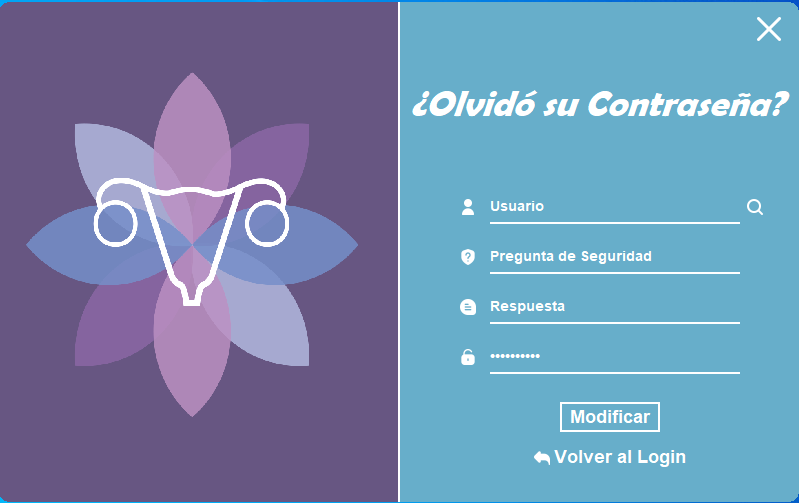 ¿Olvidó su Contraseña?
Usuario
Pregunta de Seguridad
Respuesta
••••••••••
Modificar
Volver al Login